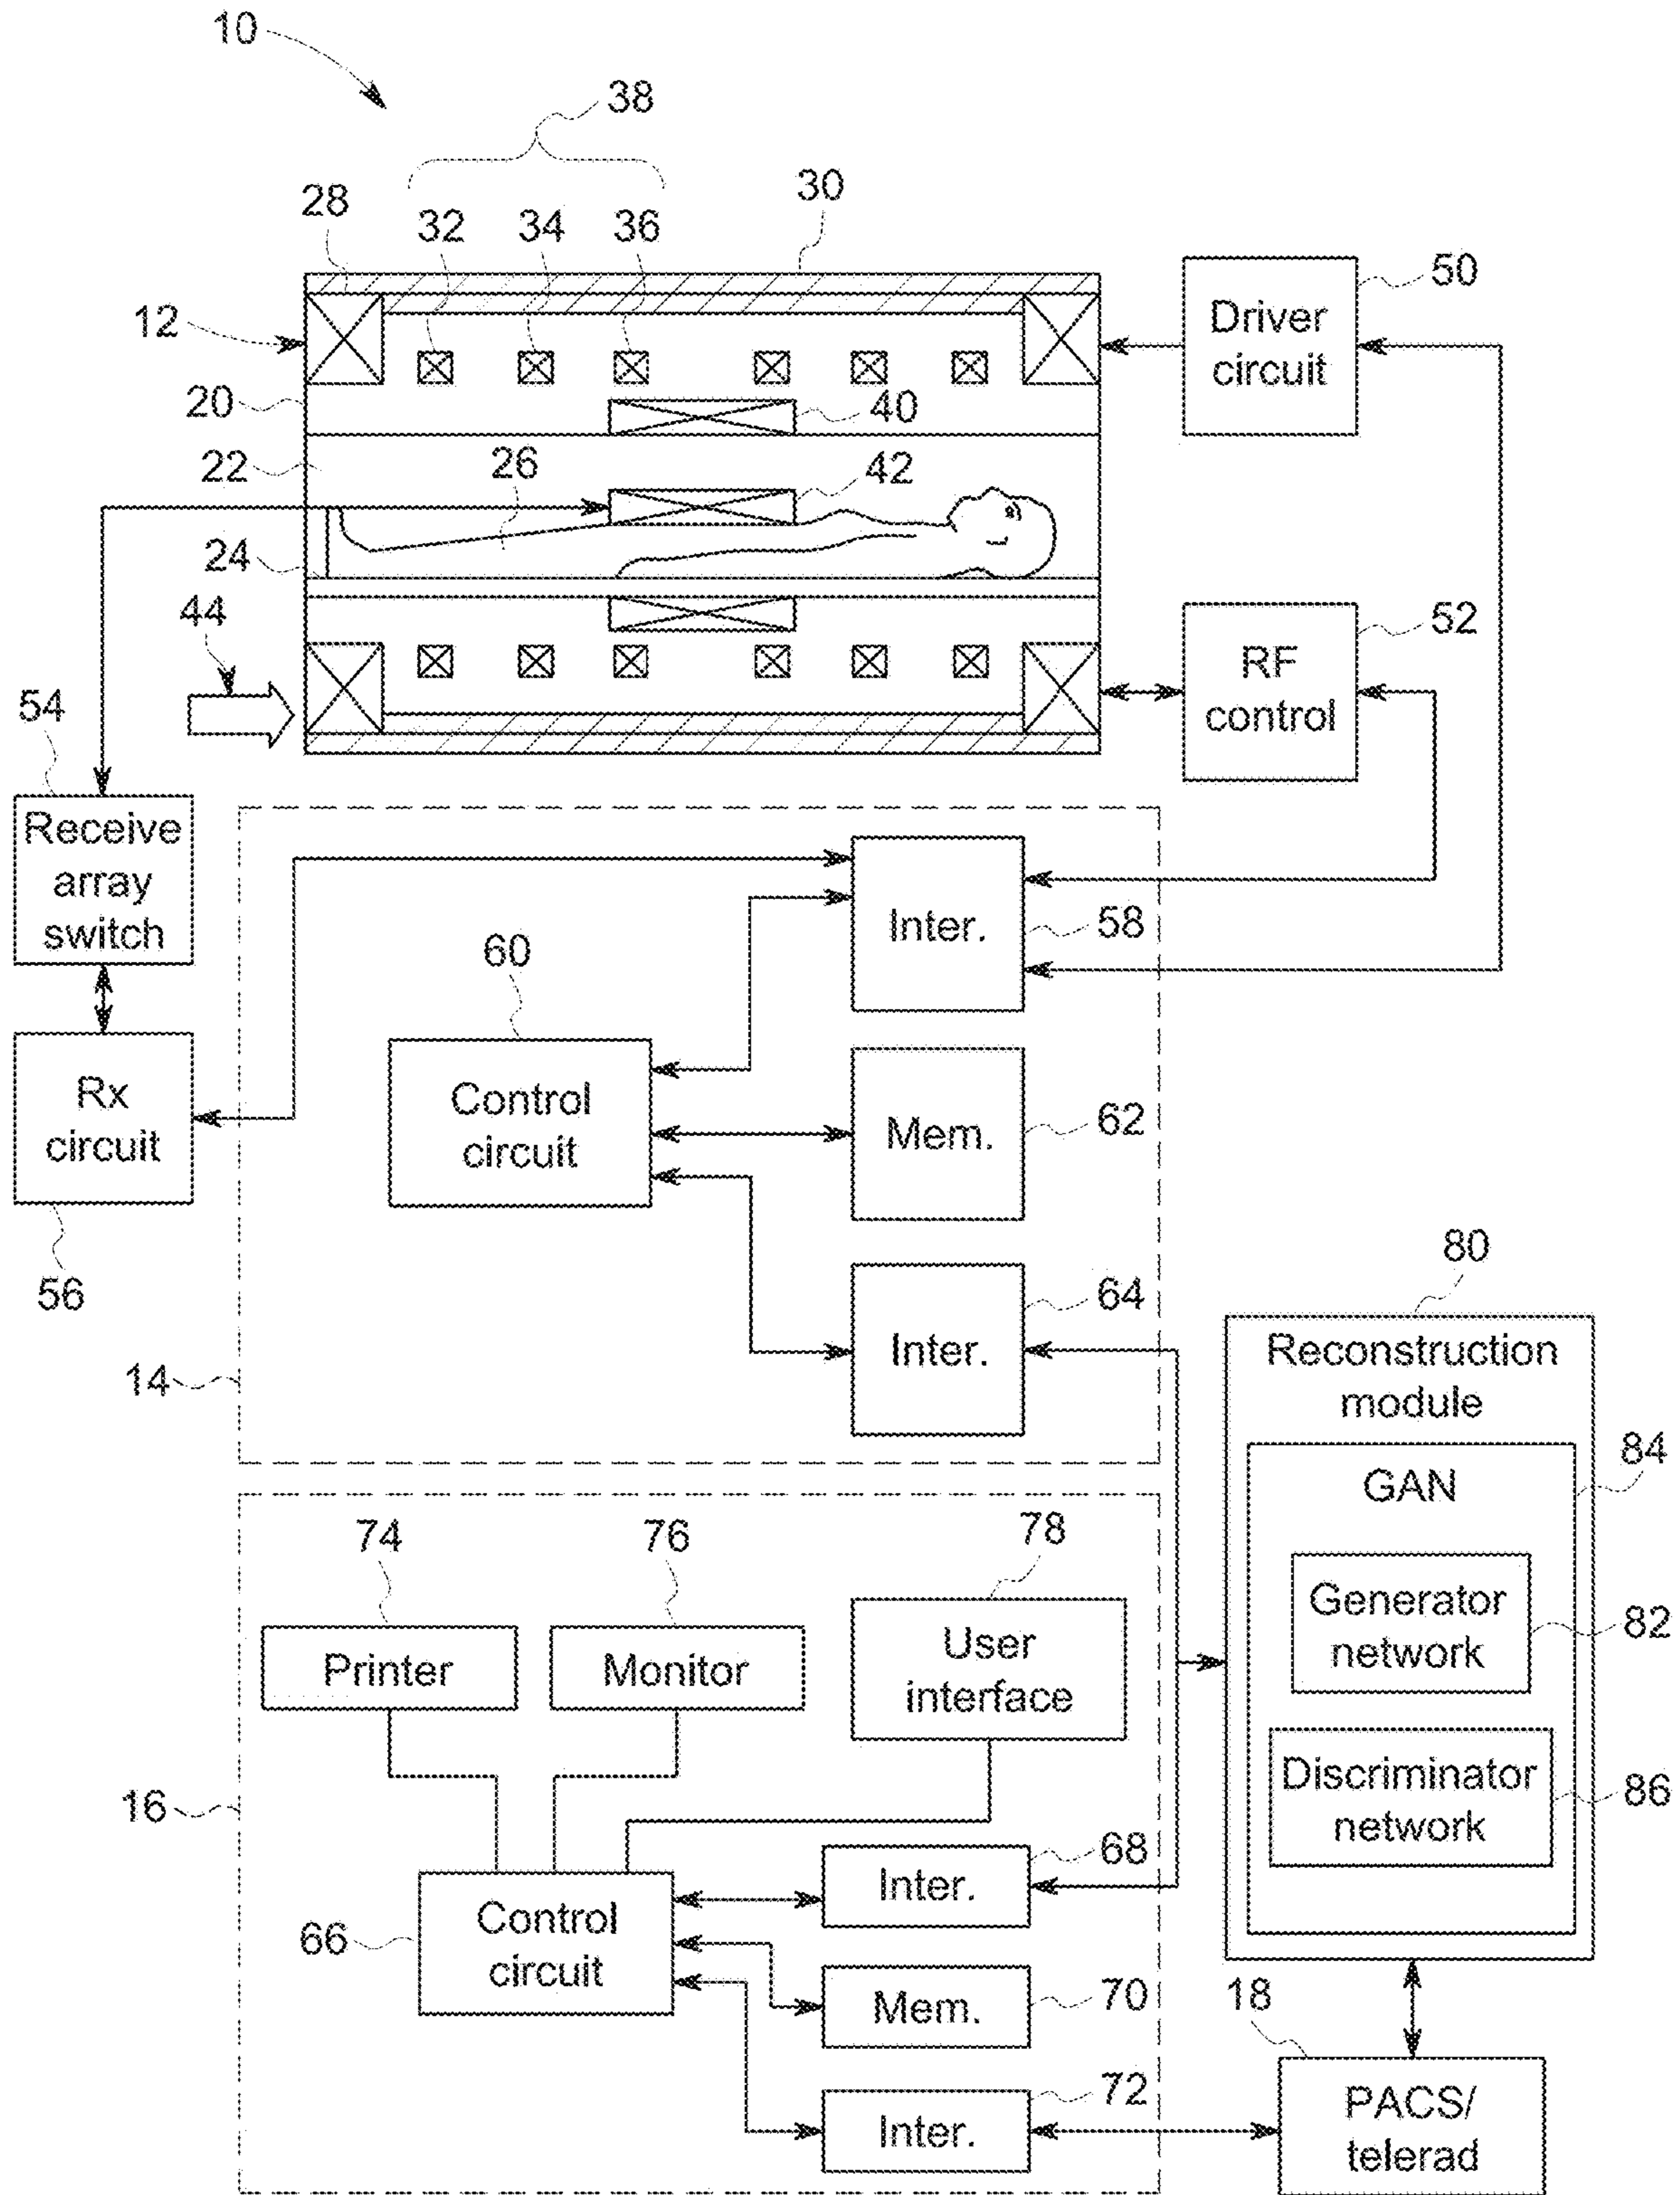 10
38
28
32
34
36
30
12
20
22
24
26
40
42
44
Driver
circuit
50
RF
control
52
54
Receive
array
switch
Rx
circuit
56
Inter.
58
60
Control
circuit
Mem.
62
Inter.
64
14
80
Reconstruction
module
84
GAN
Generator
network
82
Discriminator
network
86
74
Printer
76
Monitor
78
User
interface
16
66
Control
circuit
68
Inter.
Mem.
70
72
Inter.
18
PACS/
telerad